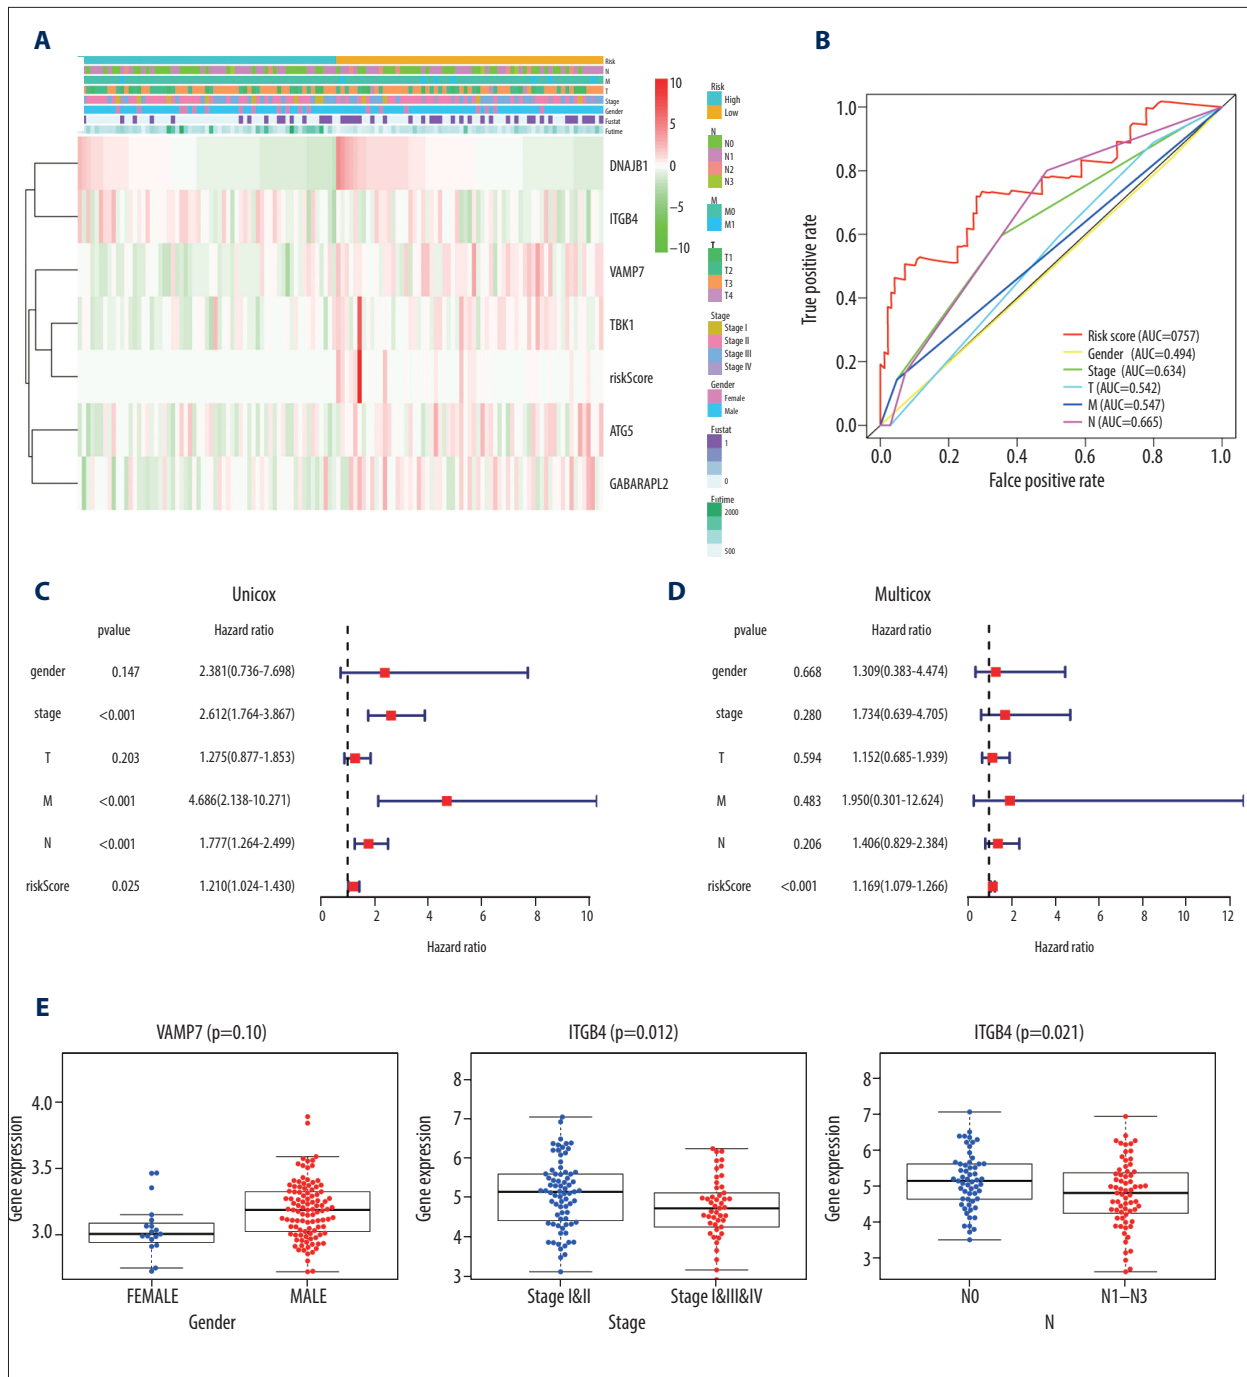 A
Risk
N
M
T
Stage
Gender
Fustat
Futime
DNAJB1
ITGB4
VAMP7
TBK1
riskScore
ATG5
GABARAPL2
10
5
0
−5
−10
Risk
High
Low
N
N0
N1
N2
N3
M
M0
M1
T
T1
T2
T3
T4
Stage
Stage I
Stage II
Stage III
Stage IV
Gender
Female
Male
Fustat
1
0
Futime
2000
500
B
True positive rate
1.0
0.8
0.6
0.4
0.2
0.0
0.0 0.2 0.4 0.6 0.8 1.0
Falce positive rate
Risk score (AUC=0757)
Gender (AUC=0.494)
Stage (AUC=0.634)
T (AUC=0.542)
M (AUC=0.547)
N (AUC=0.665)
C
Unicox
pvalue Hazard ratio
gender 0.147 2.381(0.736-7.698)
stage <0.001 2.612(1.764-3.867)
T 0.203 1.275(0.877-1.853)
M <0.001 4.686(2.138-10.271)
N <0.001 1.777(1.264-2.499)
riskScore 0.025 1.210(1.024-1.430)
0 2 4 6 8 10
Hazard ratio
D
Multicox
pvalue Hazard ratio
gender 0.668 1.309(0.383-4.474)
stage 0.280 1.734(0.639-4.705)
T 0.594 1.152(0.685-1.939)
M 0.483 1.950(0.301-12.624)
N 0.206 1.406(0.829-2.384)
riskScore <0.001 1.169(1.079-1.266)
0 2 4 6 8 10 12
Hazard ratio
E
VAMP7 (p=0.10)
Gene expression
4.0
3.5
3.0
FEMALE MALE
Gender
ITGB4 (p=0.012)
Gene expression
8
7
6
5
4
3
Stage I&II Stage I&III&IV
Stage
ITGB4 (p=0.021)
Gene expression
8
7
6
5
4
3
N0 N1–N3
N